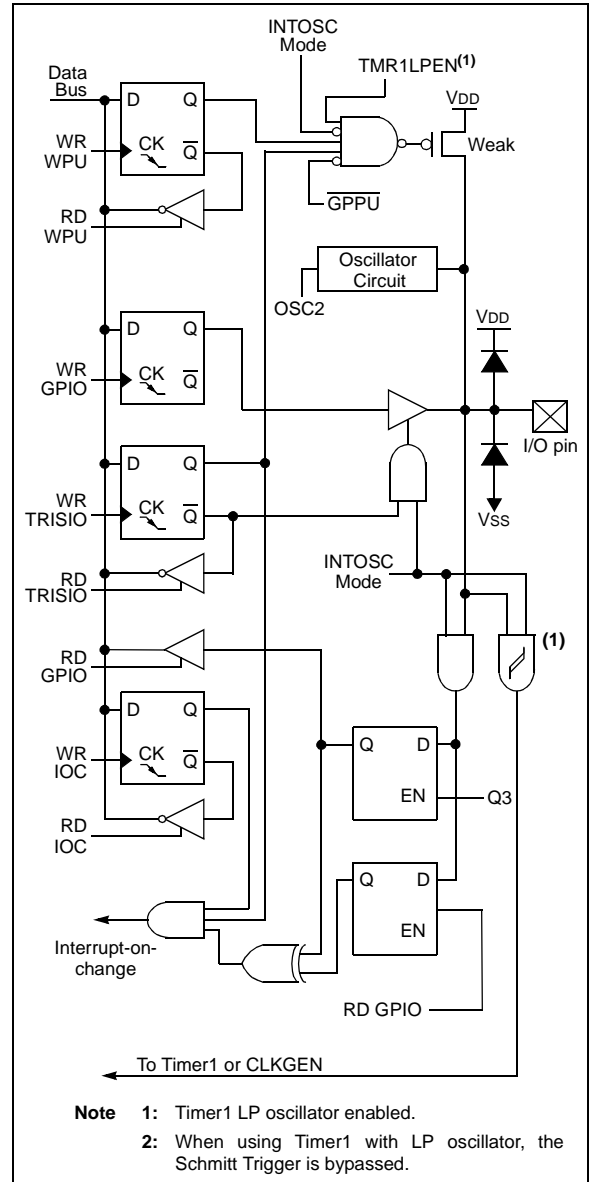 INTOSC
Mode
TMR1LPEN(1)
Data
Bus
VDD
D Q
WR
WPU
CK Q
Weak
RD
WPU
GPPU
Oscillator
Circuit
OSC2
VDD
D Q
WR
GPIO
CK Q
I/O pin
D Q
WR
TRISIO
CK Q
VSS
INTOSC
Mode
RD
TRISIO
(1)
RD
GPIO
D Q
WR
IOC
CK Q
Q D
EN
Q3
RD
IOC
Q D
EN
Interrupt-on-
change
RD GPIO
To Timer1 or CLKGEN
Note 1: Timer1 LP oscillator enabled.
2: When using Timer1 with LP oscillator, the
Schmitt Trigger is bypassed.